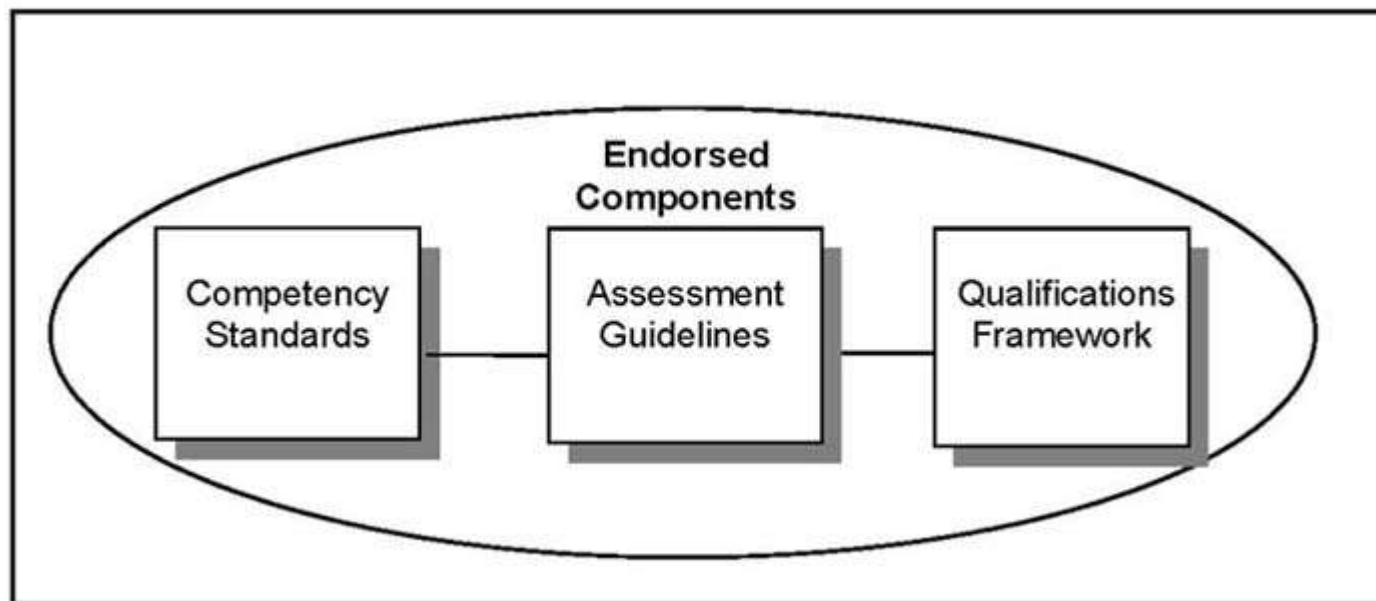 Endorsed
Components
Competency
Standards
Assessment
Guidelines
Qualifications
Framework